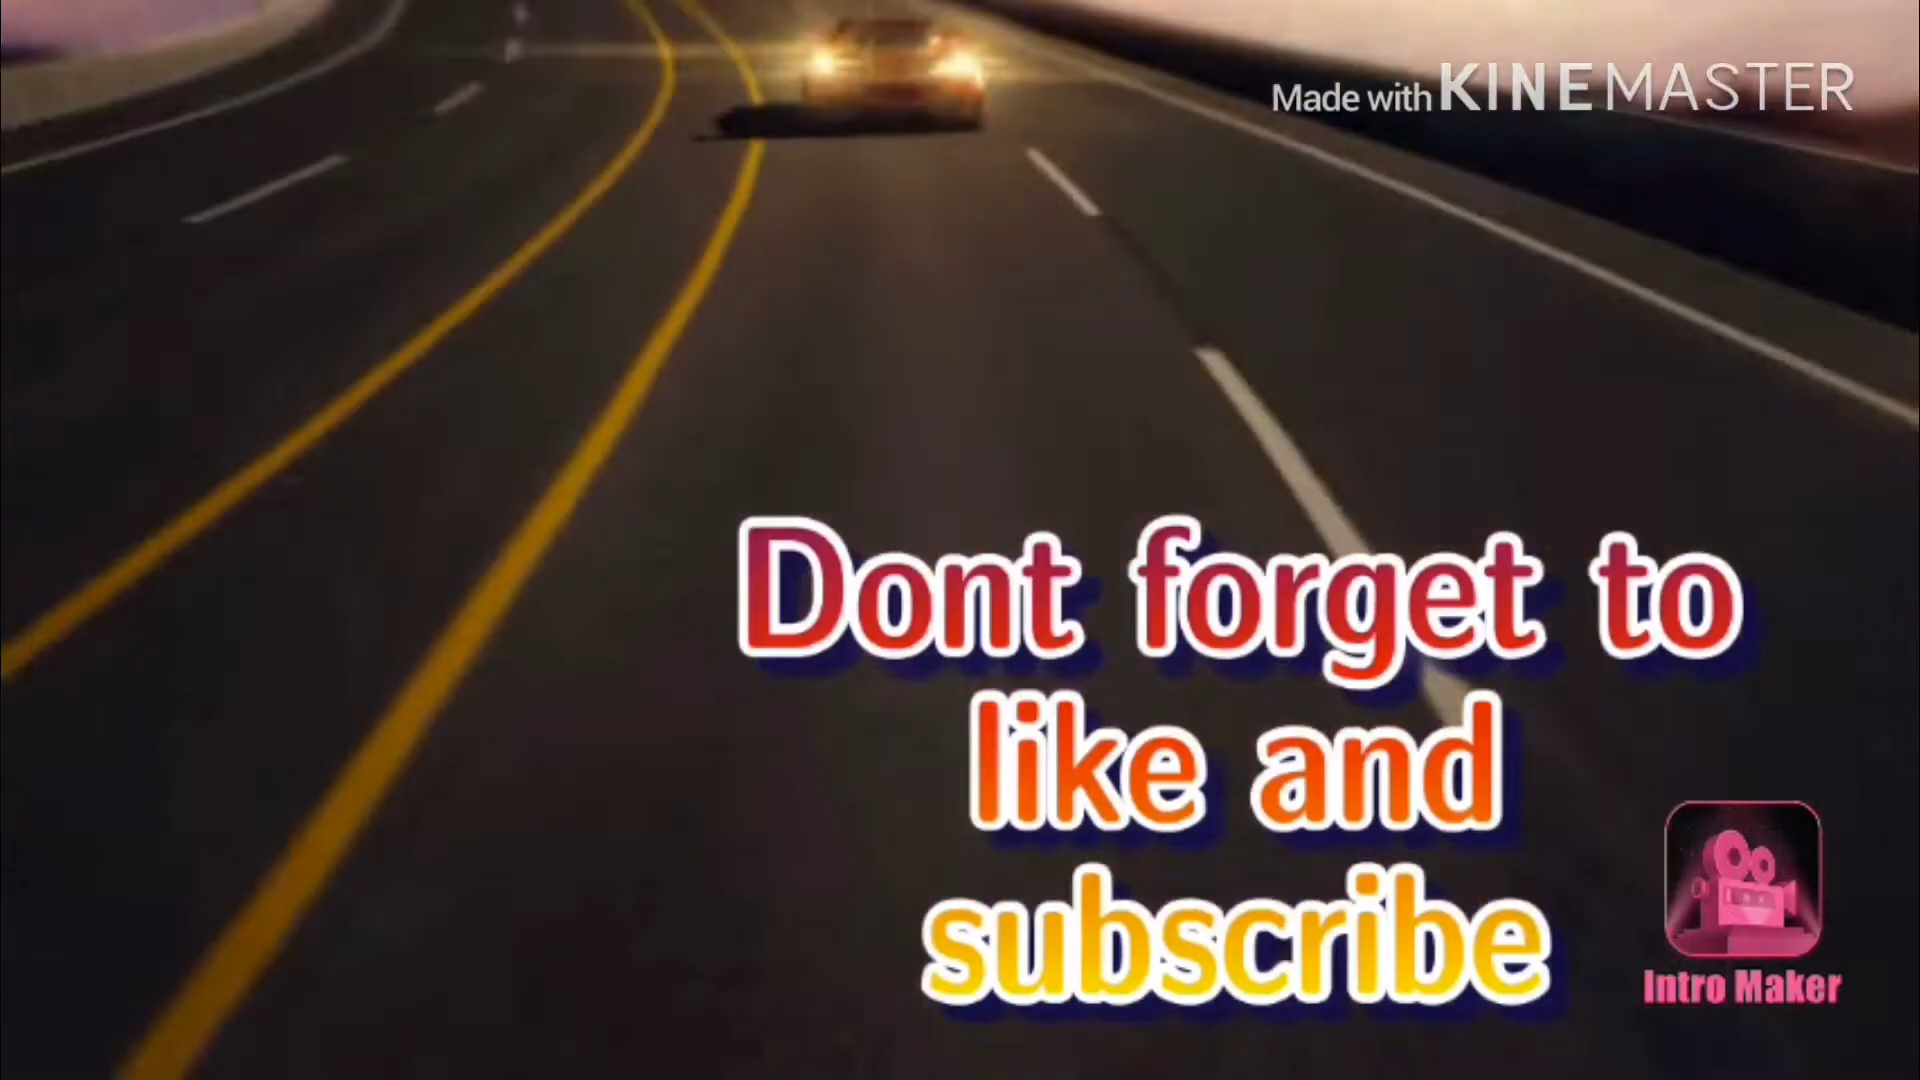 Made with KINEMASTER
Dont forget to
like and
subscribe
Intro Maker